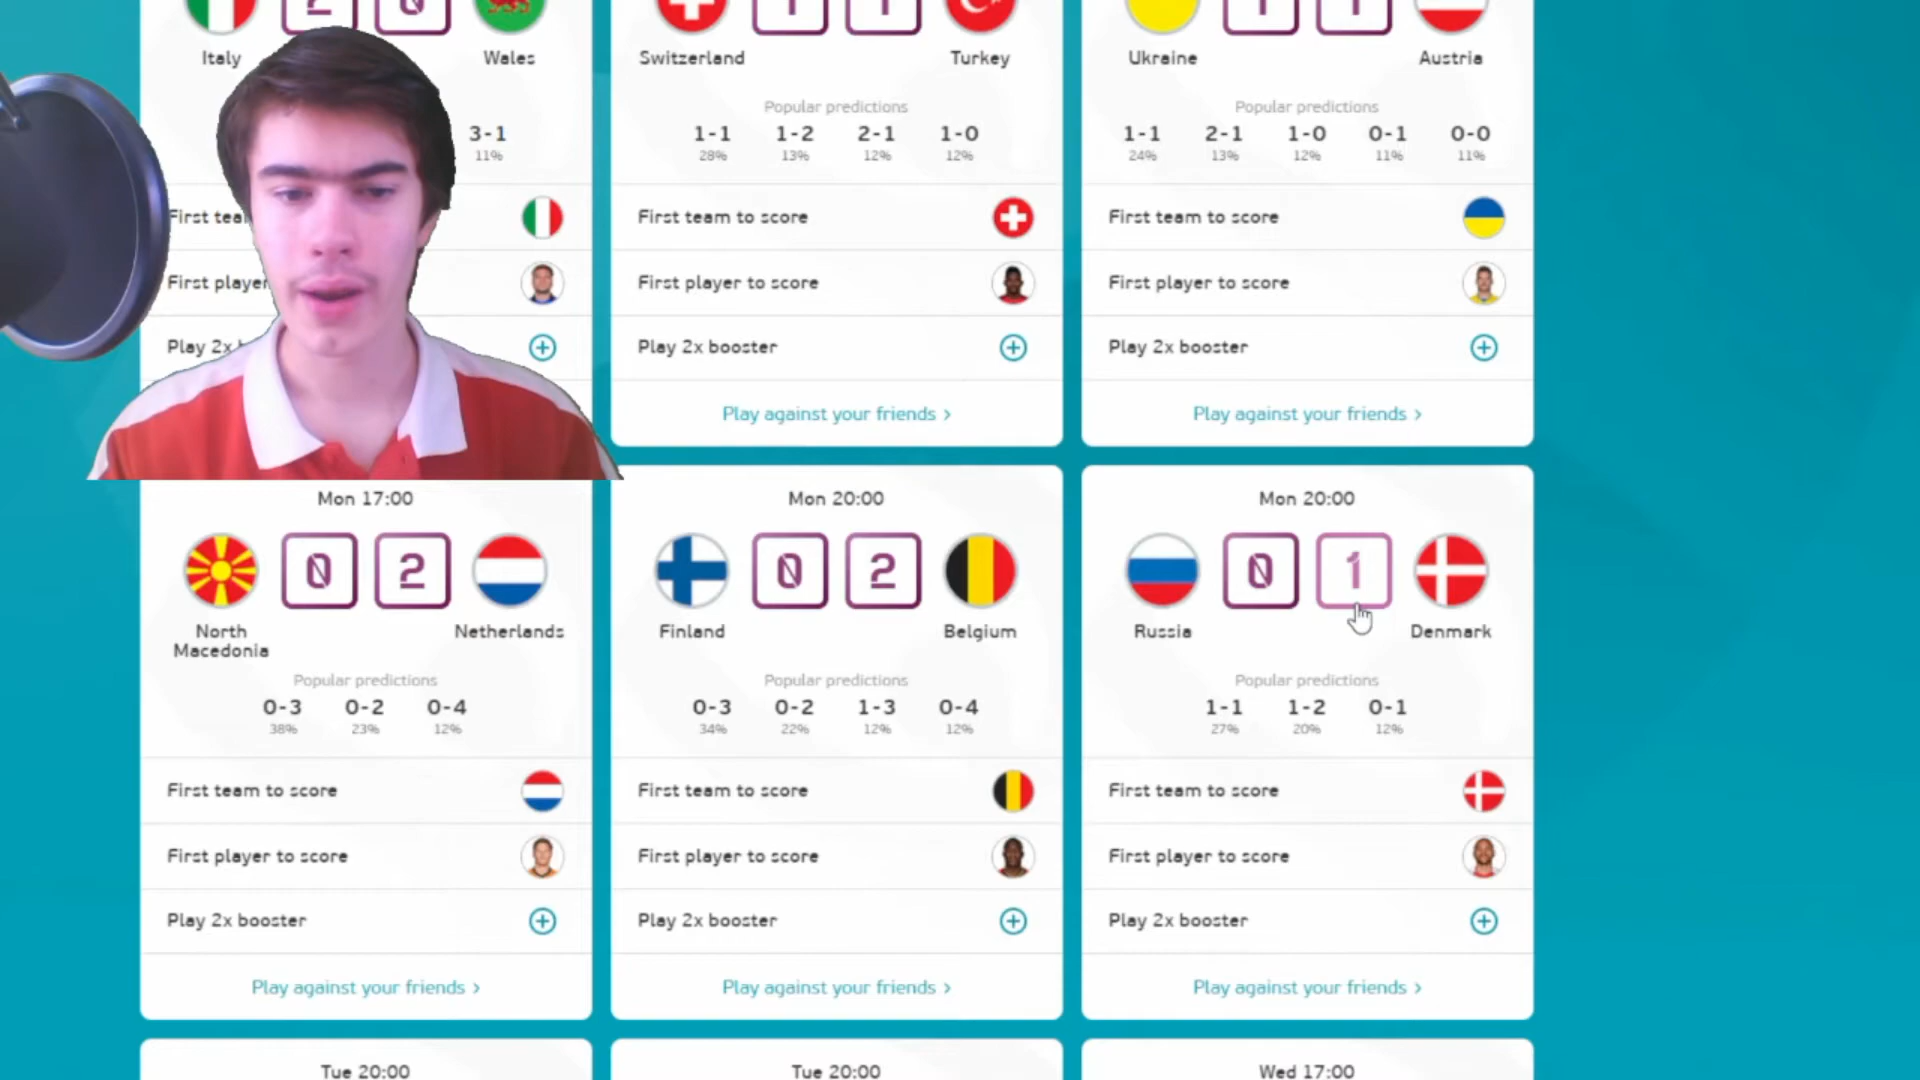 2 0
1 1
1 1
Italy
Wales
Switzerland
Turkey
Ukraine
Austria
Popular predictions
Popular predictions
3-1
1-1 1-2 2-1 1-0
1-1 2-1 1-0 0-1 0-0
11%
28% 13% 12% 12%
24% 13% 12% 11% 11%
First tea
First team to score
First team to score
First player
First player to score
First player to score
Play 2x
Play 2x booster
Play 2x booster
Play against your friends >
Play against your friends >
Mon 17:00
0 2
North
Macedonia
Netherlands
Popular predictions
0-3 0-2 0-4
38% 23% 12%
First team to score
First player to score
Play 2x booster
Play against your friends >
Mon 20:00
0 2
Finland
Belgium
Popular predictions
0-3 0-2 1-3 0-4
34% 22% 12% 12%
First team to score
First player to score
Play 2x booster
Play against your friends >
Mon 20:00
0 1
Russia
Denmark
Popular predictions
1-1 1-2 0-1
27% 20% 12%
First team to score
First player to score
Play 2x booster
Play against your friends >
Tue 20:00
Tue 20:00
Wed 17:00